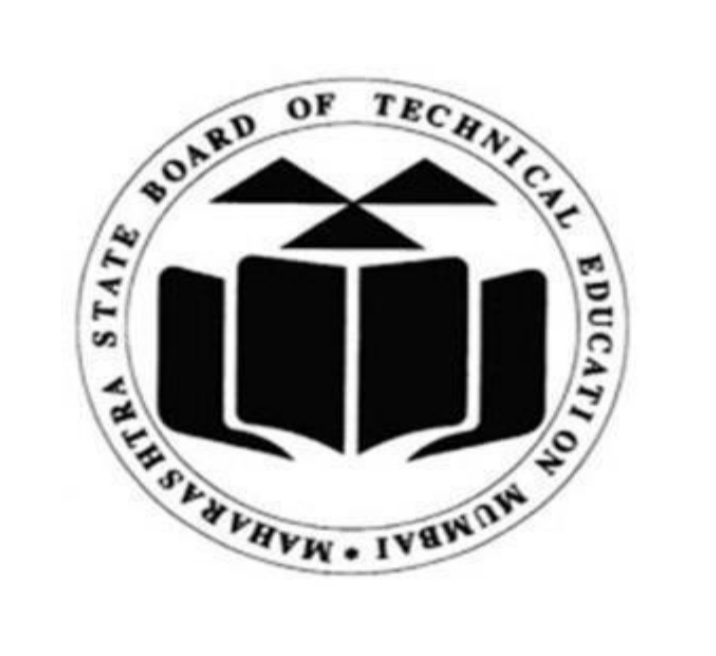 MAHARASHTRA STATE BOARD OF TECHNICAL EDUCATION MUMBAI •